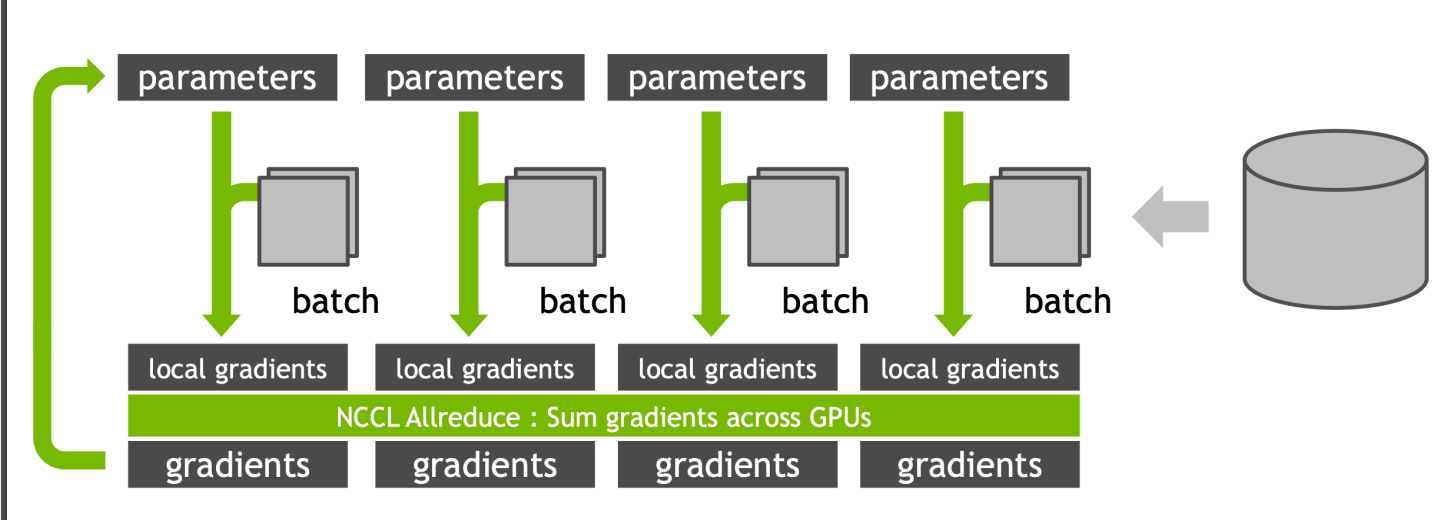 parameters parameters parameters parameters
batch batch batch batch
local gradients local gradients local gradients local gradients
NCCL Allreduce : Sum gradients across GPUs
gradients gradients gradients gradients